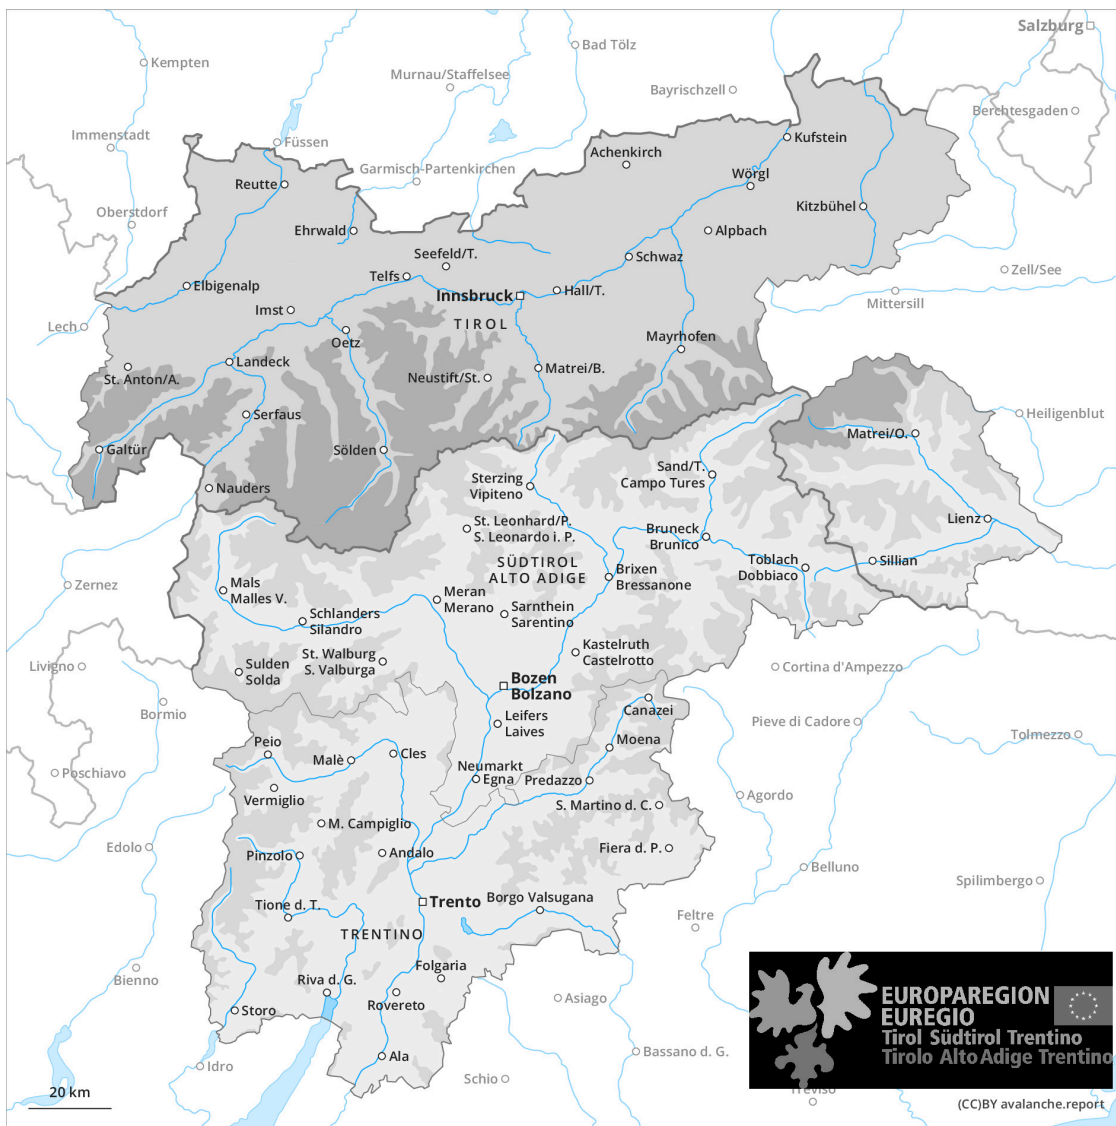 Salzburg
Bad Tölz
Kempten
Murnau/Staffelsee
Bayrischzell
Berchtesgaden
Immenstadt
Füssen
Kufstein
Achenkirch
Garmisch-Partenkirchen
Wörgl
Reutte
Kitzbühel
Oberstdorf
Ehrwald
Alpbach
Seefeld/T.
Schwaz
Zell/See
Telfs
Elbigenalp
Hall/T.
Innsbruck
Mittersill
Imst
TIROL
Lech
Oetz
Mayrhofen
Landeck
Matrei/B.
St. Anton/A.
Neustift/St.
Serfaus
Heiligenblut
Matrei/O.
Galtür
Sölden
Sand/T.
Campo Tures
Sterzing
Vipiteno
Nauders
St. Leonhard/P.
S. Leonardo i. P.
Lienz
Bruneck
Brunico
SÜDTIROL
ALTO ADIGE
Toblach
Dobbiaco
Sillian
Brixen
Bressanone
Zernez
Mals
Malles V.
Meran
Merano
Schlanders
Silandro
Sarnthein
Sarentino
Kastelruth
Castelrotto
St. Walburg
S. Valburga
Livigno
Sulden
Solda
Cortina d'Ampezzo
Bozen
Bolzano
Canazei
Bormio
Leifers
Laives
Pieve di Cadore
Tolmezzo
Peio
Moena
Malè
Cles
Neumarkt
Egna
Predazzo
Poschiavo
Vermiglio
Agordo
S. Martino d. C.
M. Campiglio
Edolo
Fiera d. P.
Pinzolo
Andalo
Belluno
Spilimbergo
Borgo Valsugana
Trento
Tione d. T.
Feltre
TRENTINO
Folgaria
Bienno
Riva d. G.
Rovereto
Asiago
Storo
EUROPAREGION
EUREGIO
Tirol Südtirol Trentino
Tirolo Alto Adige Trentino
Bassano d. G.
Ala
Idro
Schio
Treviso
20 km
(CC)BY avalanche.report